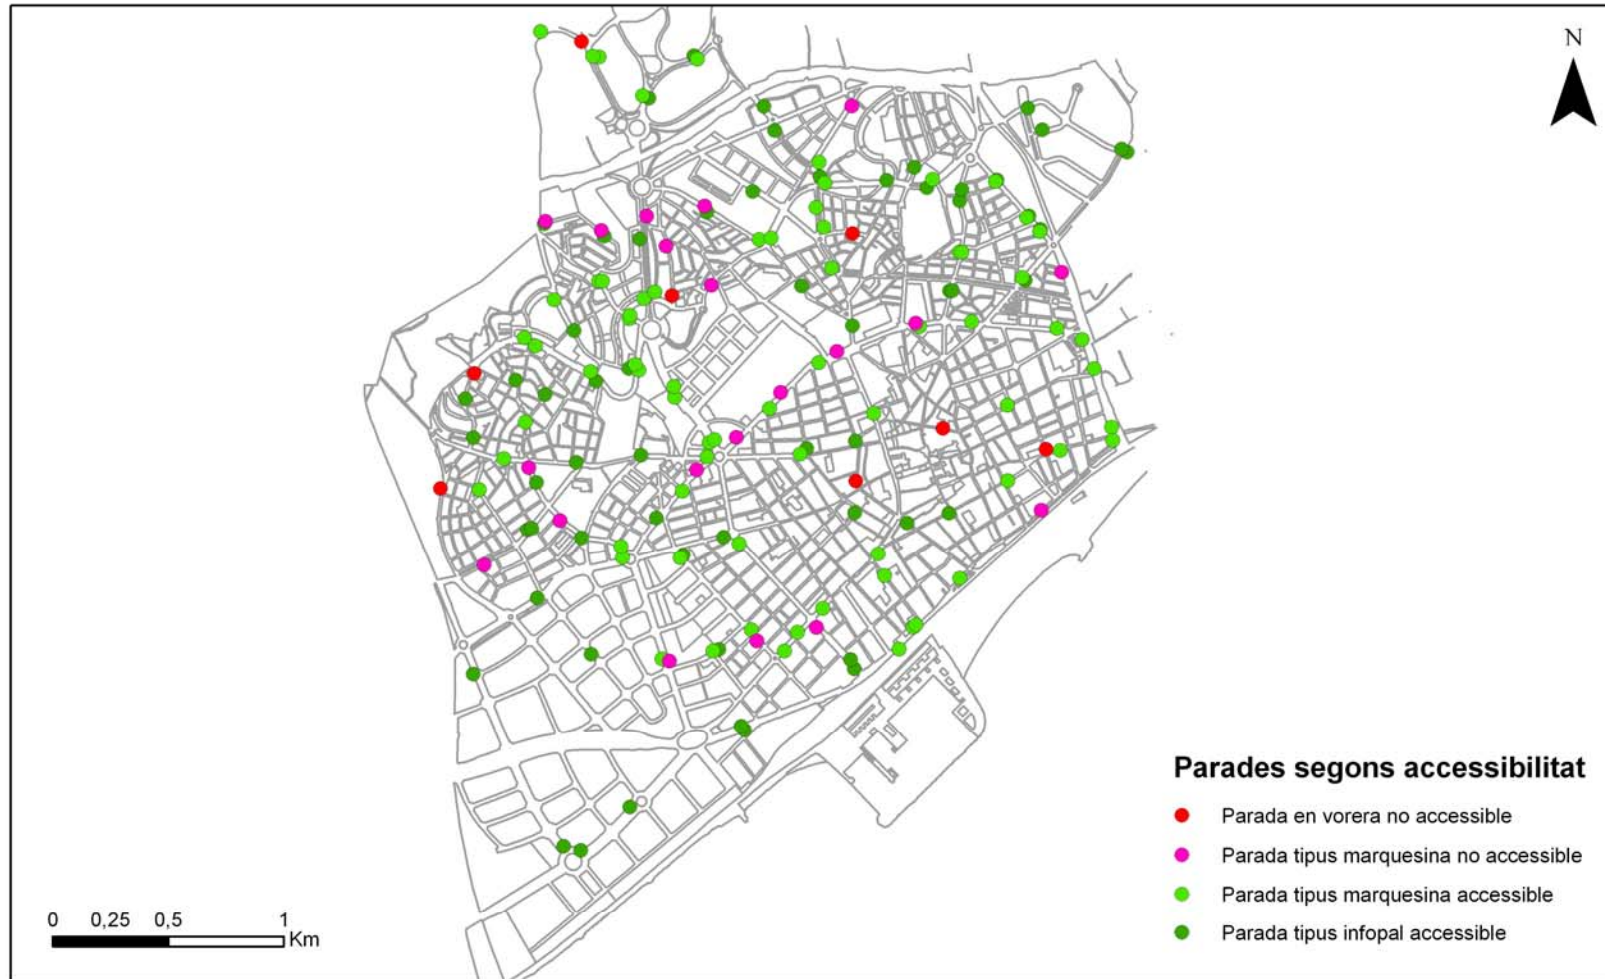 N
Parades segons accessibilitat
Parada en vorera no accessible
Parada tipus marquesina no accessible
Parada tipus marquesina accessible
Parada tipus infopal accessible
0 0,25 0,5 1
Km